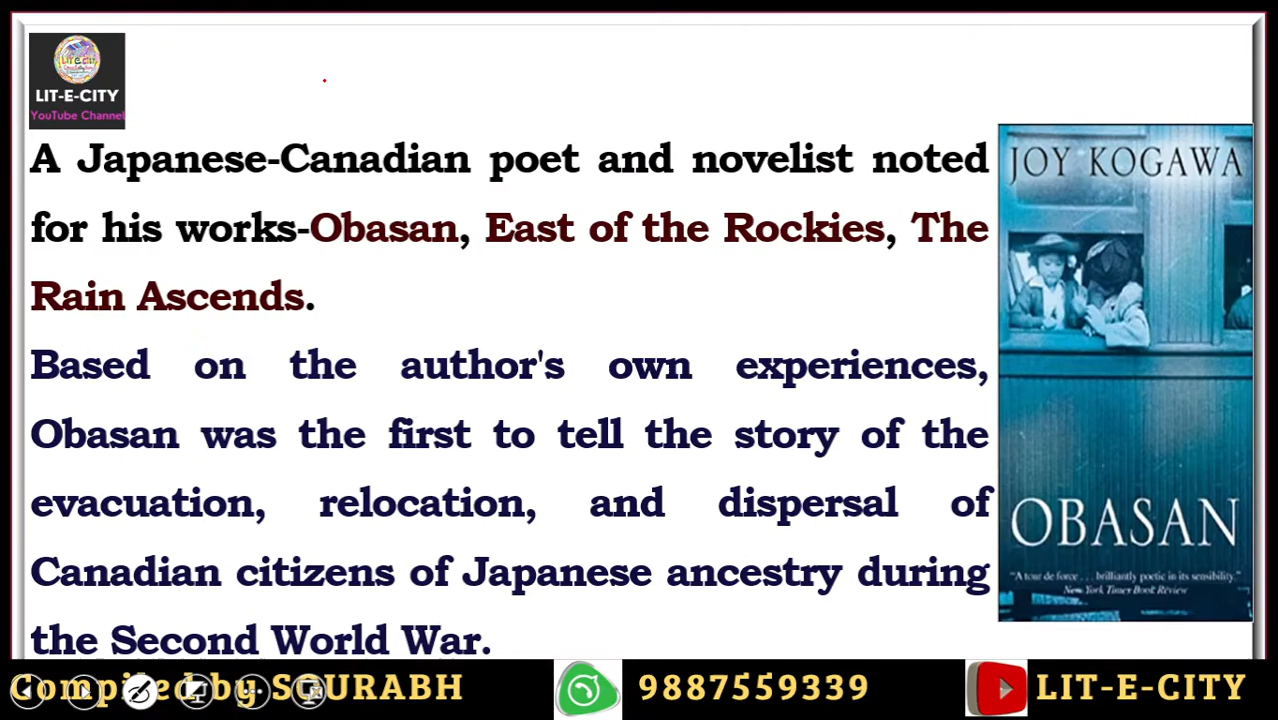 LIT-E-CITY
YouTube Channel
A Japanese-Canadian poet and novelist noted
for his works-Obasan, East of the Rockies, The
Rain Ascends.
Based on the author's own experiences,
Obasan was the first to tell the story of the
evacuation, relocation, and dispersal of
Canadian citizens of Japanese ancestry during
the Second World War.
JOY KOGAWA
OBASAN
"A tour de force . . . brilliantly poetic in its sensibility."
New York Times Book Review
Compiled by SOURABH
9887559339
LIT-E-CITY